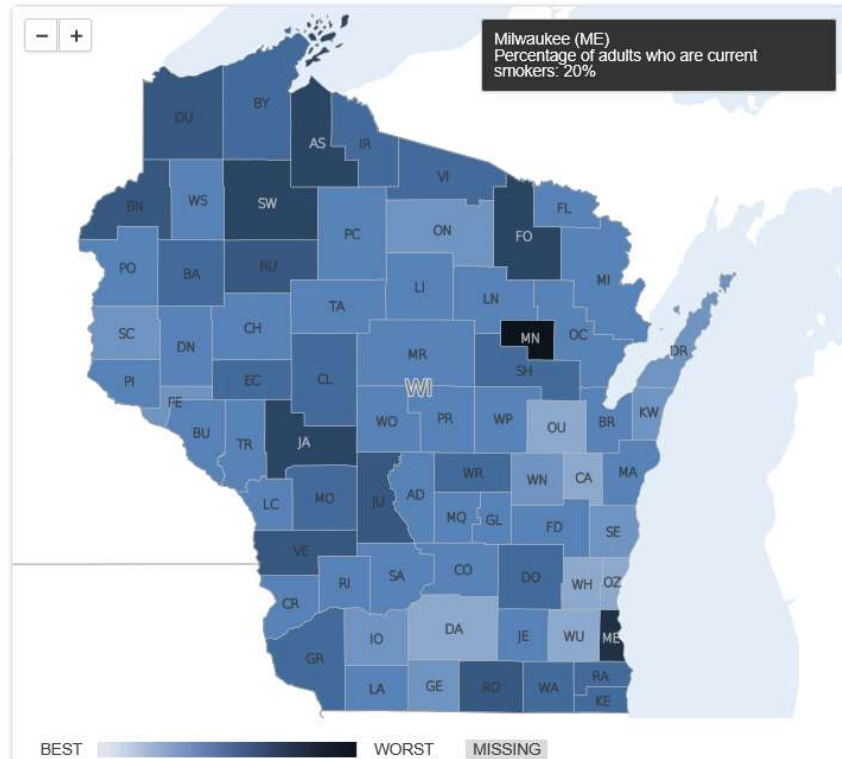 − +
Milwaukee (ME)
Percentage of adults who are current
smokers: 20%
DU
BY
AS
IR
VI
BN
WS
SW
PC
ON
FO
FL
PO
BA
RU
LI
LN
MI
SC
DN
CH
TA
MN
OC
DR
PI
PE
EC
CL
MR
SH
WI
BU
TR
JA
WO
PR
WP
OU
BR
KW
LC
MO
JU
AD
WR
WN
CA
MA
MQ
GL
FD
SE
VE
CR
RI
SA
CO
DO
WH
OZ
GR
IO
DA
JE
WU
ME
LA
GE
RO
WA
RA
KE
BEST WORST MISSING